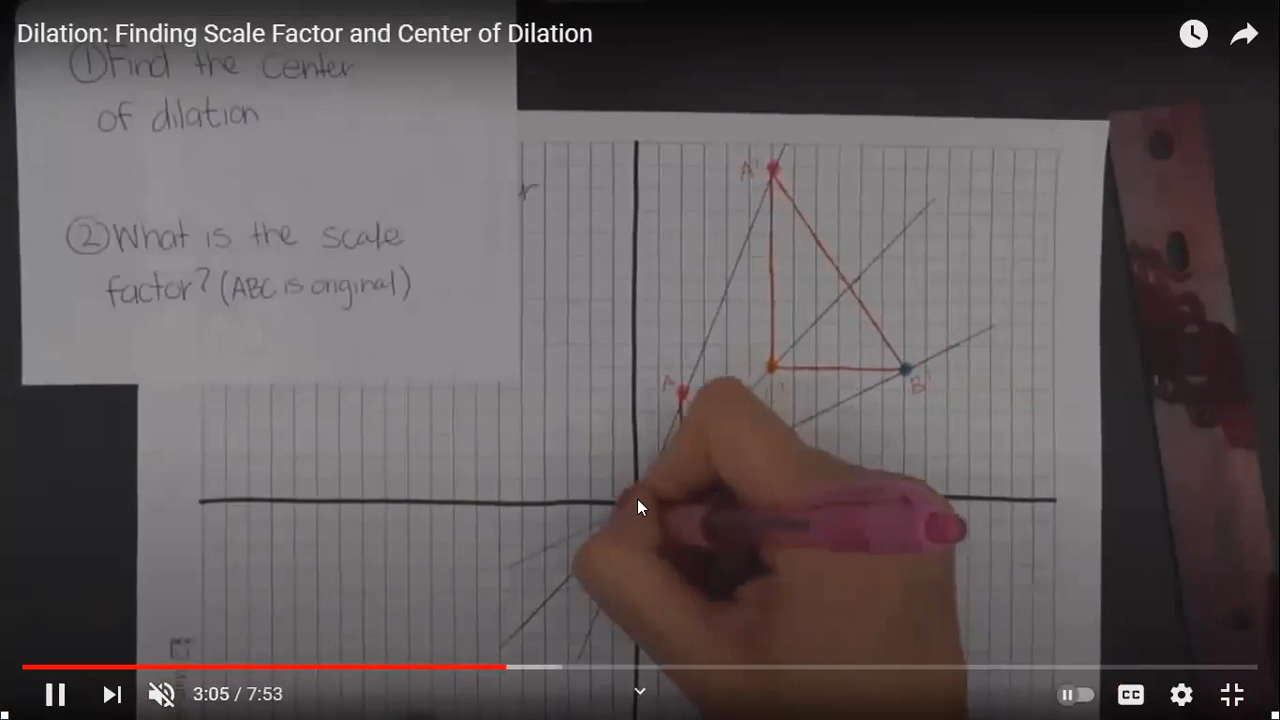 Dilation: Finding Scale Factor and Center of Dilation
①Find the center
of dilation
r
②What is the scale
factor? (ABC is original)
A'
A
B'
3:05 / 7:53
CC